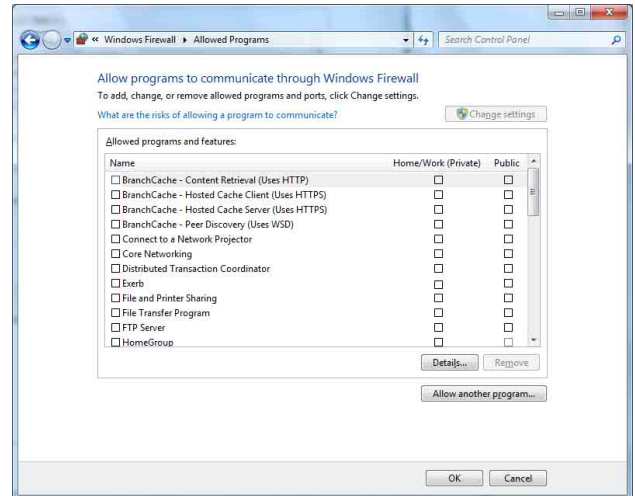 « Windows Firewall ▸ Allowed Programs
Search Control Panel
Allow programs to communicate through Windows Firewall
To add, change, or remove allowed programs and ports, click Change settings.
What are the risks of allowing a program to communicate?
Change settings
Allowed programs and features:
Name Home/Work (Private) Public
BranchCache - Content Retrieval (Uses HTTP)
BranchCache - Hosted Cache Client (Uses HTTPS)
BranchCache - Hosted Cache Server (Uses HTTPS)
BranchCache - Peer Discovery (Uses WSD)
Connect to a Network Projector
Core Networking
Distributed Transaction Coordinator
Exerb
File and Printer Sharing
File Transfer Program
FTP Server
HomeGroup
Details... Remove
Allow another program...
OK Cancel